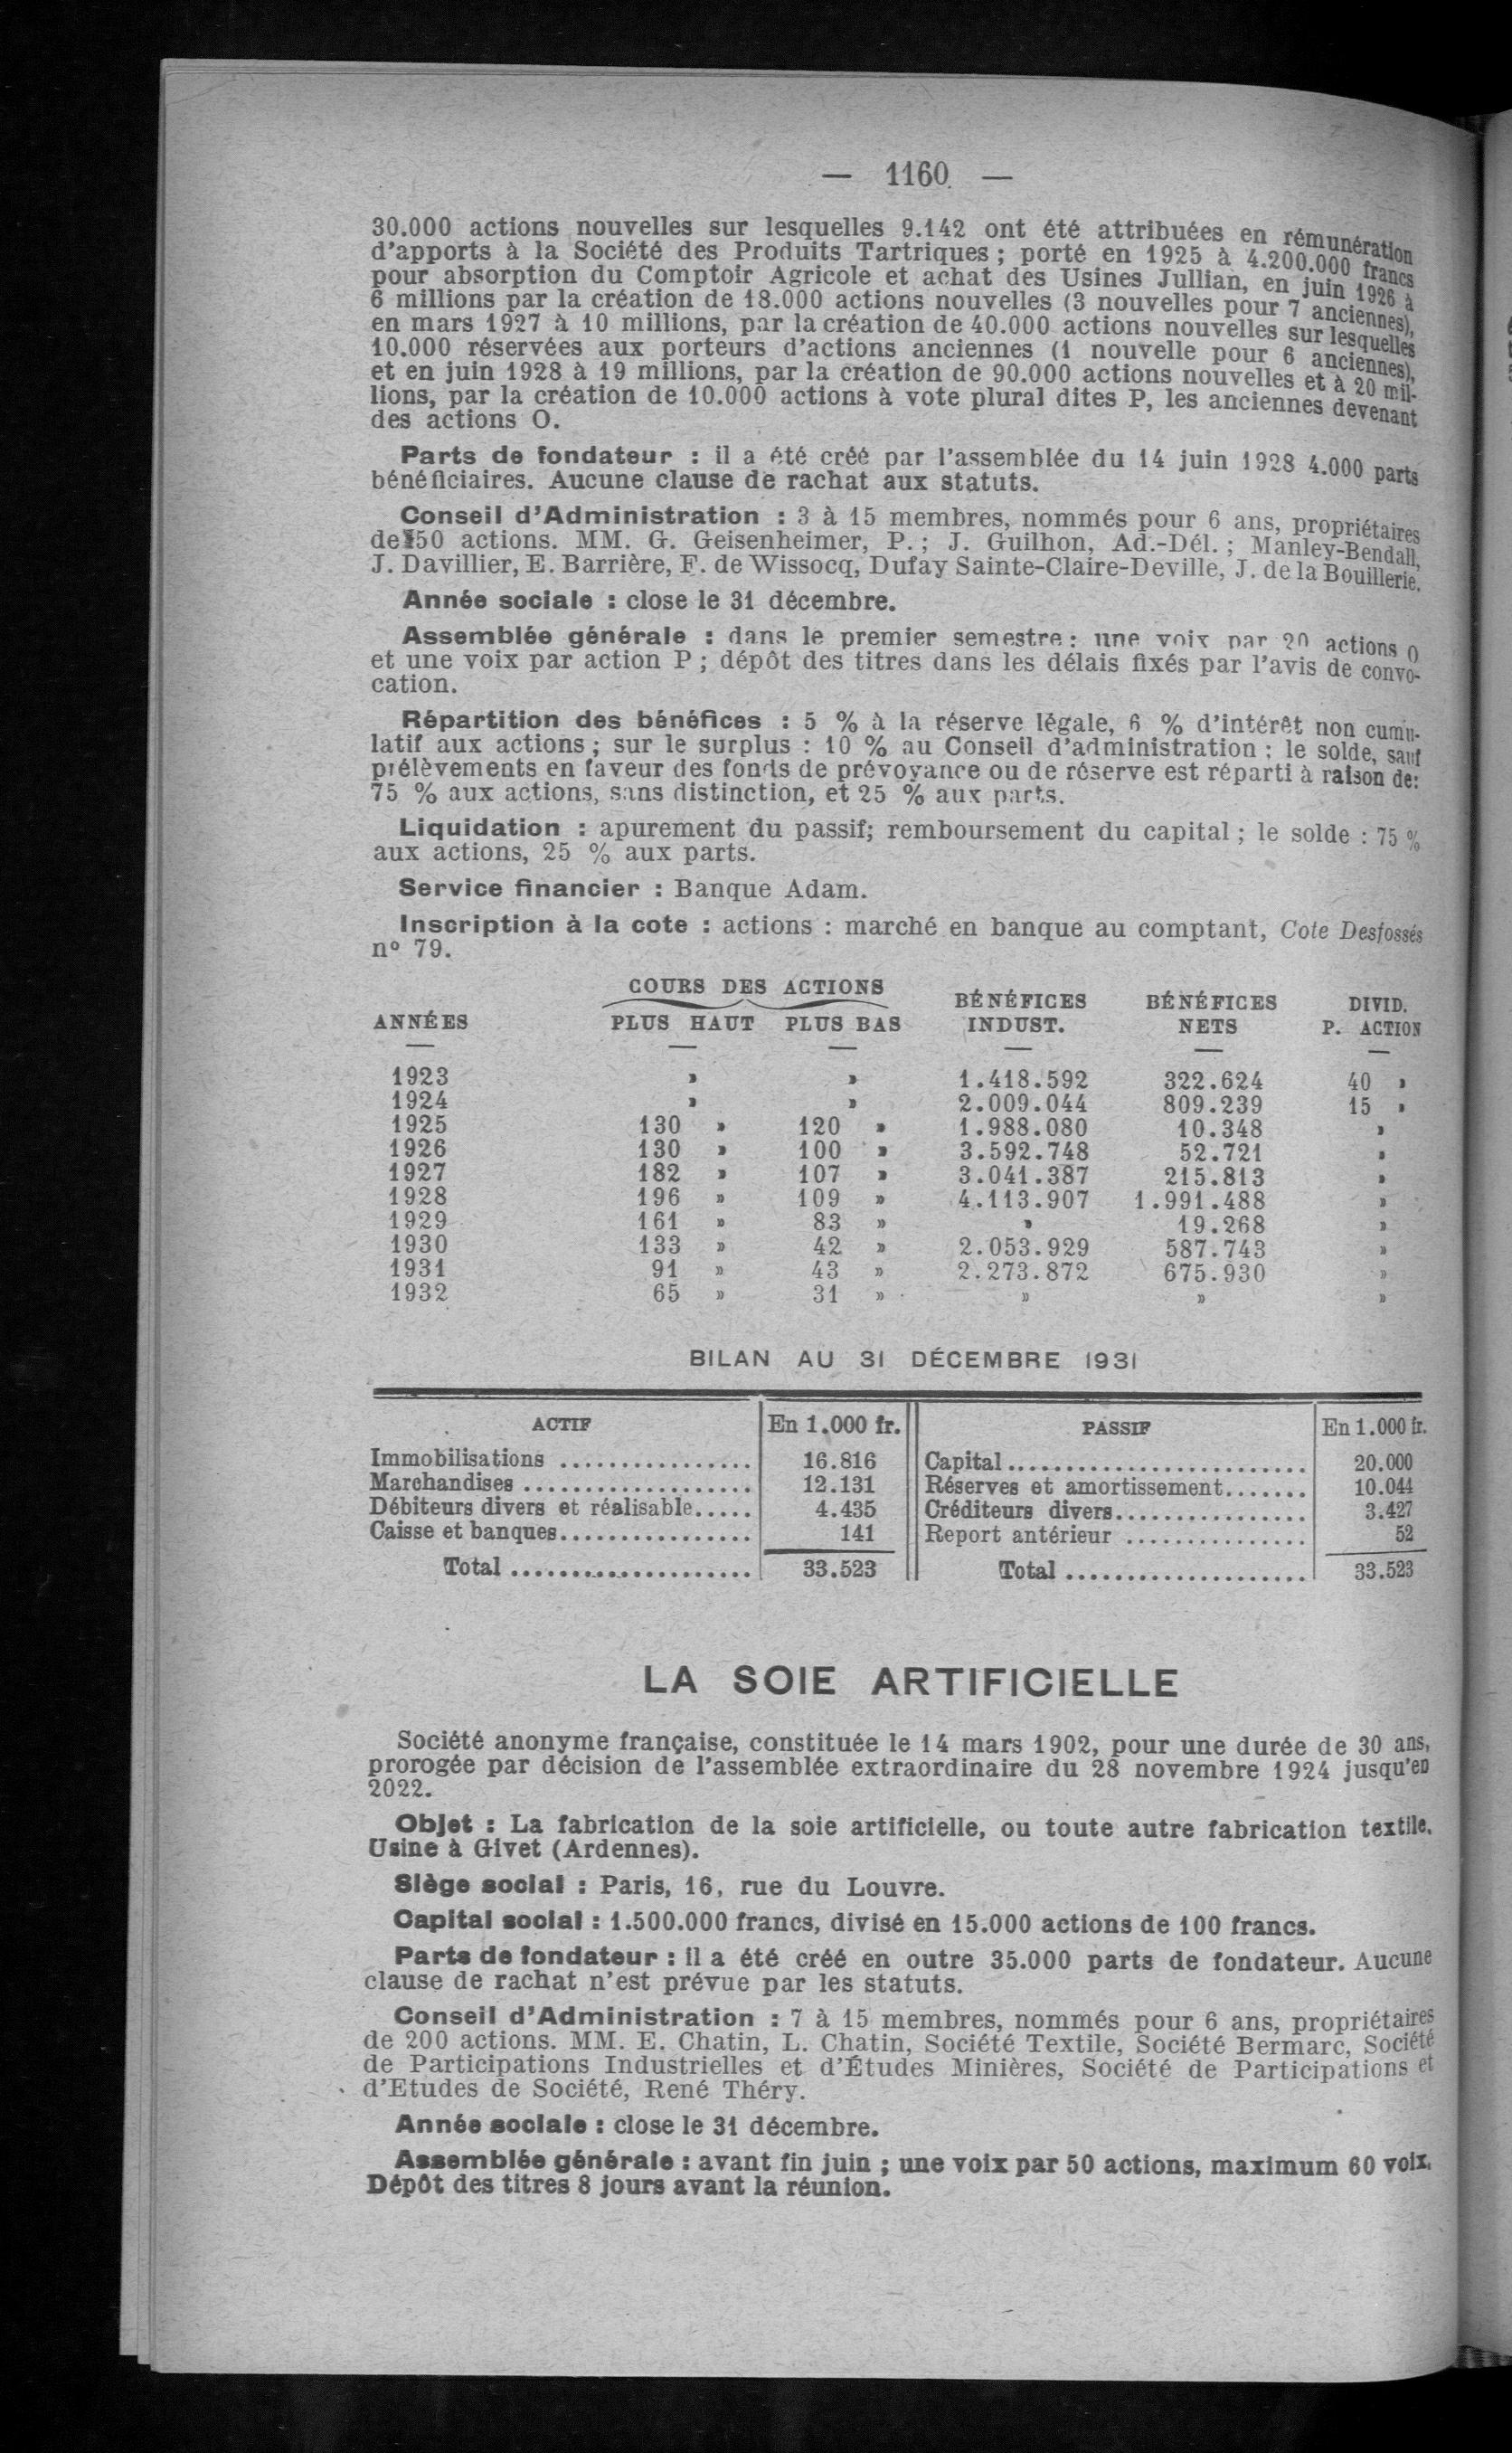 — 1160 —
30.000 actions nouvelles sur lesquelles 9.142 ont été attribuées en rémunération
d'apports à la Société des Produits Tartriques ; porté en 1925 à 4.200.000 francs
pour absorption du Comptoir Agricole et achat des Usines Jullian, en juin 1926 à
6 millions par la création de 18.000 actions nouvelles (3 nouvelles pour 7 anciennes),
en mars 1927 à 10 millions, par la création de 40.000 actions nouvelles sur lesquelles
10.000 réservées aux porteurs d'actions anciennes (1 nouvelle pour 6 anciennes),
et en juin 1928 à 19 millions, par la création de 90.000 actions nouvelles et à 20 mil-
lions, par la création de 10.000 actions à vote plural dites P, les anciennes devenant
des actions O.
Parts de fondateur : il a été créé par l'assemblée du 14 juin 1928 4.000 parts
bénéficiaires. Aucune clause de rachat aux statuts.
Conseil d'Administration : 3 à 15 membres, nommés pour 6 ans, propriétaires
de 150 actions. MM. G. Geisenheimer, P. ; J. Guilhon, Ad.-Dél. ; Manley-Bendall,
J. Davillier, E. Barrière, F. de Wissocq, Dufay Sainte-Claire-Deville, J. de la Bouillerie.
Année sociale : close le 31 décembre.
Assemblée générale : dans le premier semestre : une voix par 20 actions O
et une voix par action P ; dépôt des titres dans les délais fixés par l'avis de convo-
cation.
Répartition des bénéfices : 5 % à la réserve légale, 6 % d'intérêt non cumu-
latif aux actions ; sur le surplus : 10 % au Conseil d'administration ; le solde, sauf
prélèvements en faveur des fonds de prévoyance ou de réserve est réparti à raison de:
75 % aux actions, sans distinction, et 25 % aux parts.
Liquidation : apurement du passif; remboursement du capital ; le solde : 75 %
aux actions, 25 % aux parts.
Service financier : Banque Adam.
Inscription à la cote : actions : marché en banque au comptant, Cote Desfossés
nº 79.
COURS DES ACTIONS BÉNÉFICES BÉNÉFICES DIVID.
ANNÉES PLUS HAUT PLUS BAS INDUST. NETS P. ACTION
1923 » » 1.418.592 322.624 40 »
1924 » » 2.009.044 809.239 15 »
1925 130 » 120 » 1.988.080 10.348 »
1926 130 » 100 » 3.592.748 52.721 »
1927 182 » 107 » 3.041.387 215.813 »
1928 196 » 109 » 4.113.907 1.991.488 »
1929 161 » 83 » » 19.268 »
1930 133 » 42 » 2.053.929 587.743 »
1931 91 » 43 » 2.273.872 675.930 »
1932 65 » 31 » » » »
BILAN AU 31 DÉCEMBRE 1931
ACTIF En 1.000 fr. PASSIF En 1.000 fr.
Immobilisations ................ 16.816 Capital ......................... 20.000
Marchandises ................... 12.131 Réserves et amortissement....... 10.044
Débiteurs divers et réalisable..... 4.435 Créditeurs divers................ 3.427
Caisse et banques................ 141 Report antérieur ............... 52
Total .................... 33.523 Total .................... 33.523
LA SOIE ARTIFICIELLE
Société anonyme française, constituée le 14 mars 1902, pour une durée de 30 ans,
prorogée par décision de l'assemblée extraordinaire du 28 novembre 1924 jusqu'en
2022.
Objet : La fabrication de la soie artificielle, ou toute autre fabrication textile.
Usine à Givet (Ardennes).
Siège social : Paris, 16, rue du Louvre.
Capital social : 1.500.000 francs, divisé en 15.000 actions de 100 francs.
Parts de fondateur : il a été créé en outre 35.000 parts de fondateur. Aucune
clause de rachat n'est prévue par les statuts.
Conseil d'Administration : 7 à 15 membres, nommés pour 6 ans, propriétaires
de 200 actions. MM. E. Chatin, L. Chatin, Société Textile, Société Bermarc, Société
de Participations Industrielles et d'Études Minières, Société de Participations et
d'Etudes de Société, René Théry.
Année sociale : close le 31 décembre.
Assemblée générale : avant fin juin ; une voix par 50 actions, maximum 60 voix.
Dépôt des titres 8 jours avant la réunion.